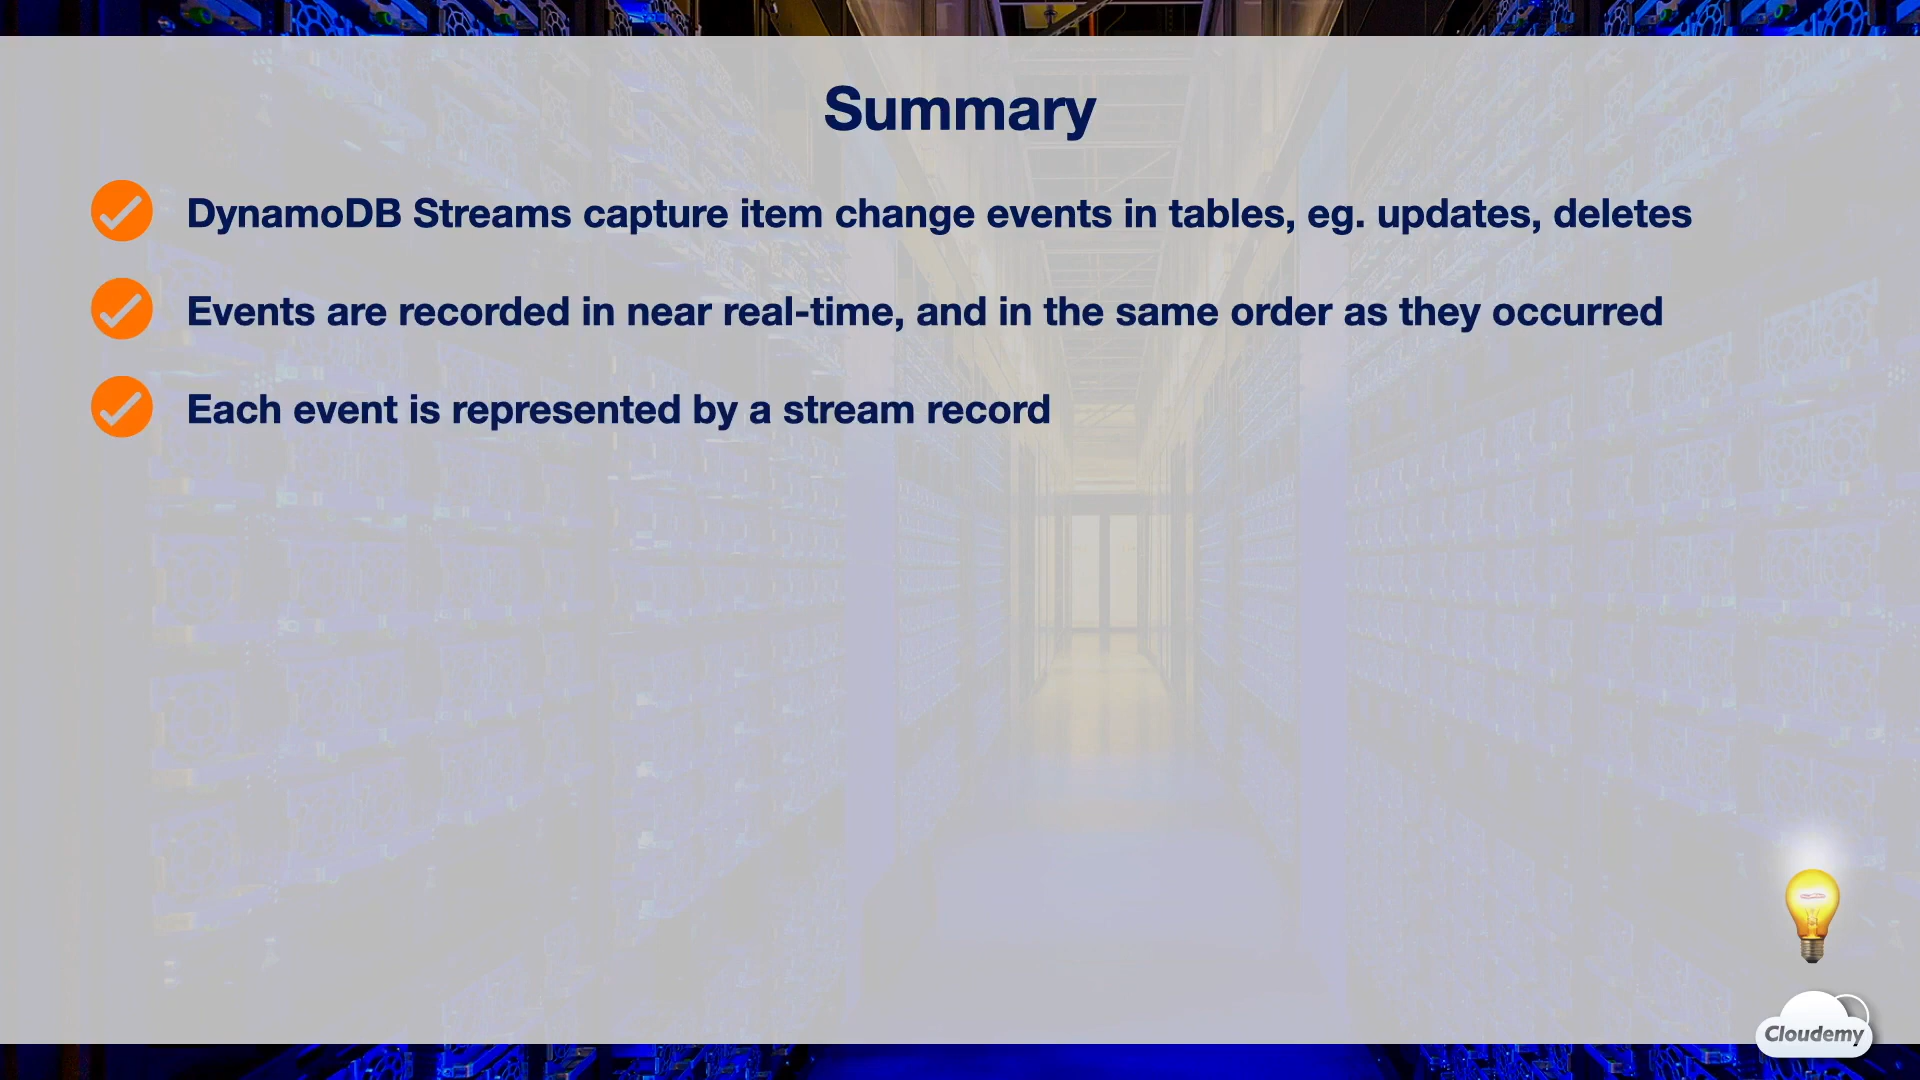 Summary
DynamoDB Streams capture item change events in tables, eg. updates, deletes
Events are recorded in near real-time, and in the same order as they occurred
Each event is represented by a stream record
Cloudemy